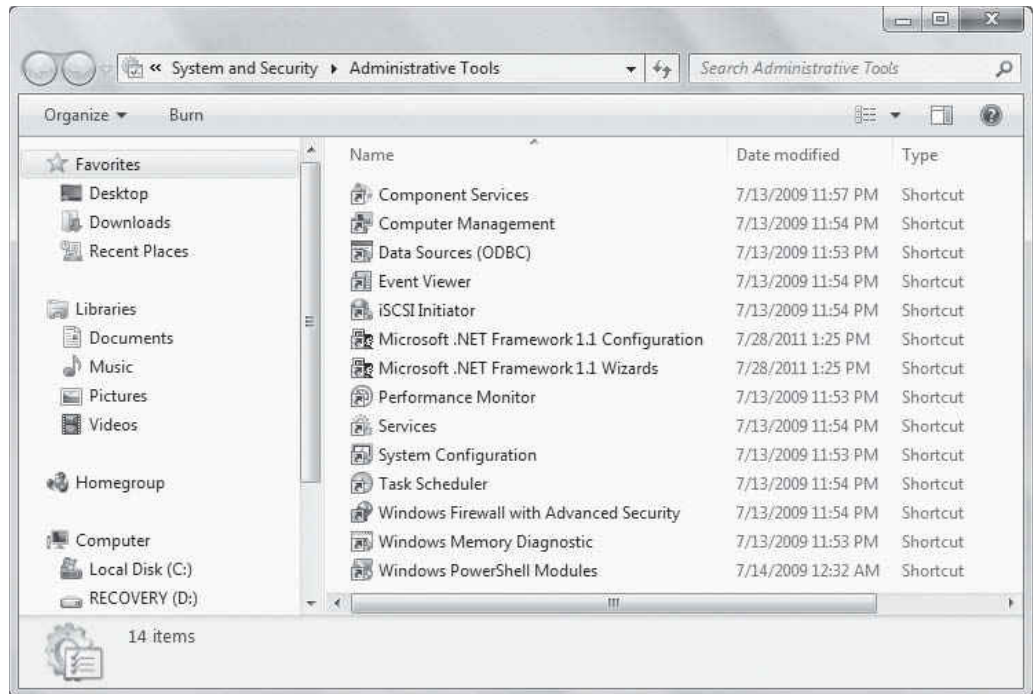 « System and Security ▸ Administrative Tools
Search Administrative Tools
Organize ▾ Burn
Favorites
Desktop
Downloads
Recent Places
Libraries
Documents
Music
Pictures
Videos
Homegroup
Computer
Local Disk (C:)
RECOVERY (D:)
Name Date modified Type
Component Services 7/13/2009 11:57 PM Shortcut
Computer Management 7/13/2009 11:54 PM Shortcut
Data Sources (ODBC) 7/13/2009 11:53 PM Shortcut
Event Viewer 7/13/2009 11:54 PM Shortcut
iSCSI Initiator 7/13/2009 11:54 PM Shortcut
Microsoft .NET Framework 1.1 Configuration 7/28/2011 1:25 PM Shortcut
Microsoft .NET Framework 1.1 Wizards 7/28/2011 1:25 PM Shortcut
Performance Monitor 7/13/2009 11:53 PM Shortcut
Services 7/13/2009 11:54 PM Shortcut
System Configuration 7/13/2009 11:53 PM Shortcut
Task Scheduler 7/13/2009 11:54 PM Shortcut
Windows Firewall with Advanced Security 7/13/2009 11:54 PM Shortcut
Windows Memory Diagnostic 7/13/2009 11:53 PM Shortcut
Windows PowerShell Modules 7/14/2009 12:32 AM Shortcut
14 items